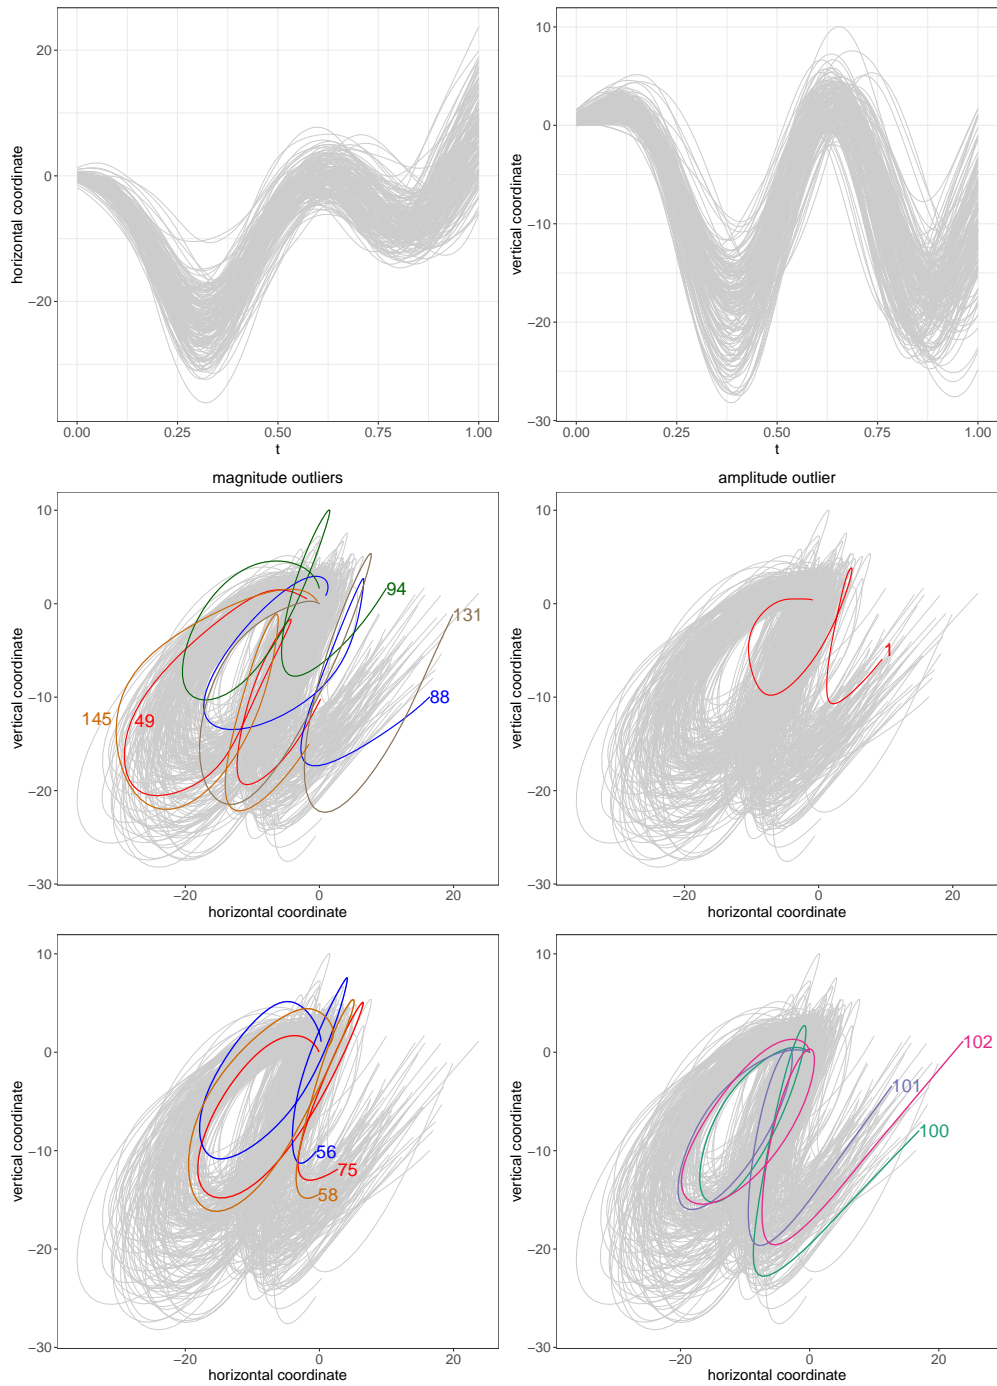 20
0
−20
horizontal coordinate
0.00 0.25 0.50 0.75 1.00
t
10
0
−10
−20
−30
vertical coordinate
0.00 0.25 0.50 0.75 1.00
t
magnitude outliers
10
0
−10
−20
−30
vertical coordinate
94
131
88
145
49
−20 0 20
horizontal coordinate
amplitude outlier
10
0
−10
−20
−30
vertical coordinate
1
−20 0 20
horizontal coordinate
10
0
−10
−20
−30
vertical coordinate
56
75
58
−20 0 20
horizontal coordinate
10
0
−10
−20
−30
vertical coordinate
102
101
100
−20 0 20
horizontal coordinate